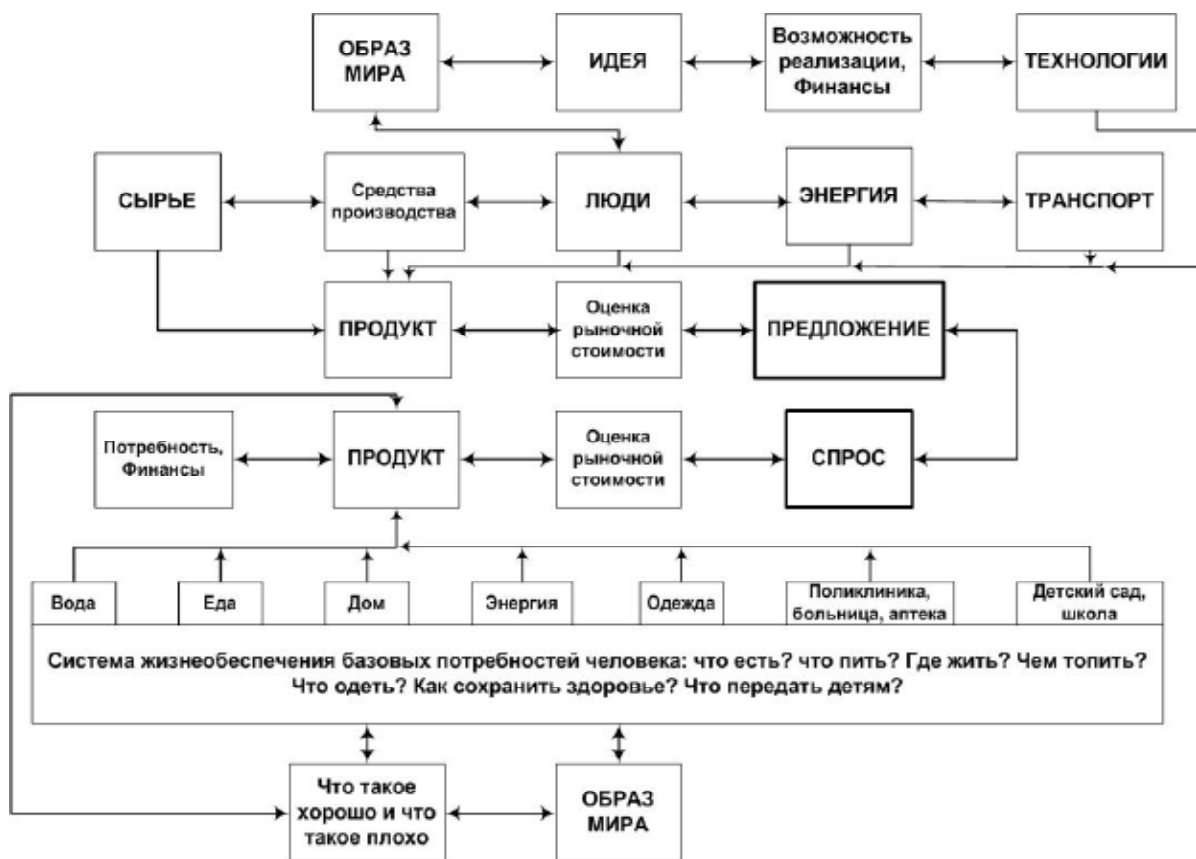 ОБРАЗ
МИРА
ИДЕЯ
Возможность
реализации,
Финансы
ТЕХНОЛОГИИ
СЫРЬЕ
Средства
производства
ЛЮДИ
ЭНЕРГИЯ
ТРАНСПОРТ
ПРОДУКТ
Оценка
рыночной
стоимости
ПРЕДЛОЖЕНИЕ
Потребность,
Финансы
ПРОДУКТ
Оценка
рыночной
стоимости
СПРОС
Вода
Еда
Дом
Энергия
Одежда
Поликлиника,
больница, аптека
Детский сад,
школа
Система жизнеобеспечения базовых потребностей человека: что есть? что пить? Где жить? Чем топить?
Что одеть? Как сохранить здоровье? Что передать детям?
Что такое
хорошо и что
такое плохо
ОБРАЗ
МИРА